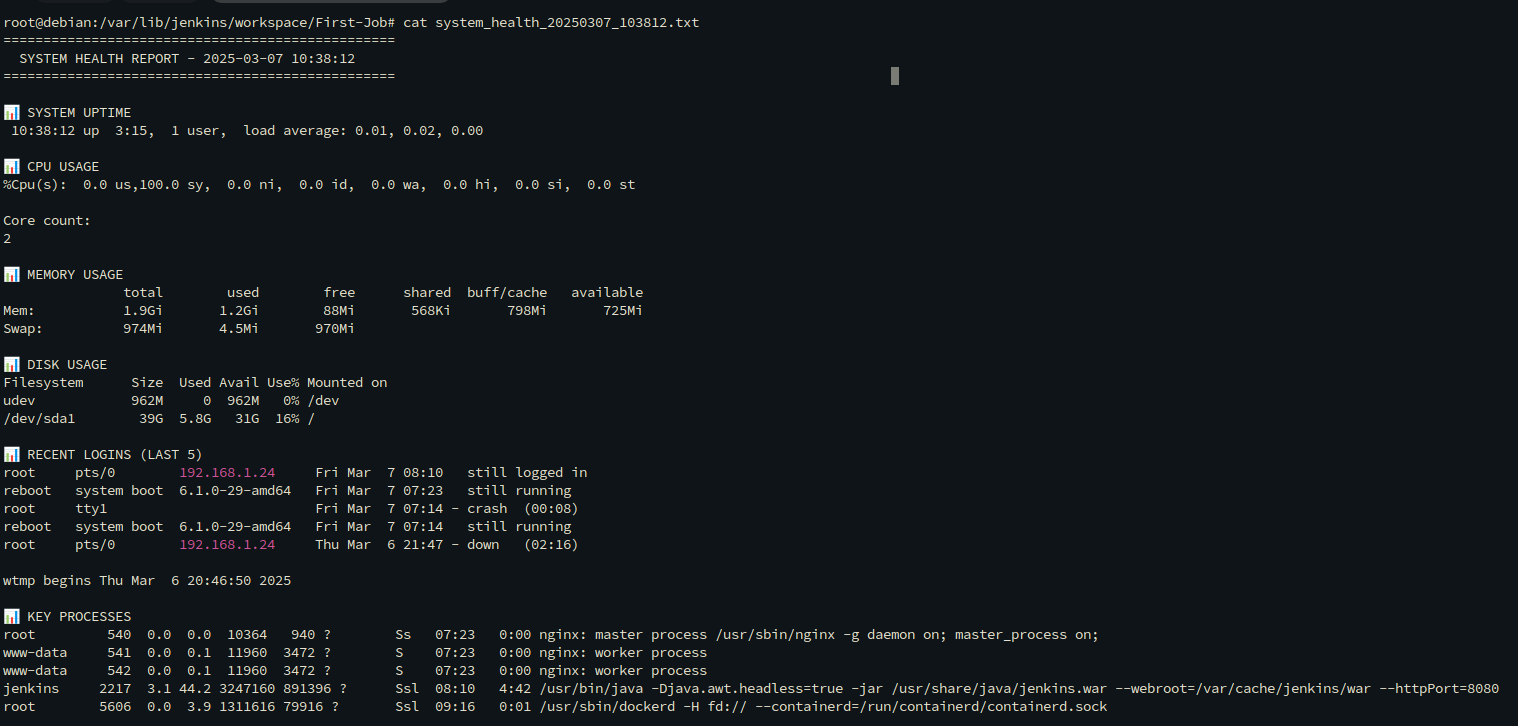 root@debian:/var/lib/jenkins/workspace/First-Job# cat system_health_20250307_103812.txt
=================================================
  SYSTEM HEALTH REPORT - 2025-03-07 10:38:12
=================================================
📊 SYSTEM UPTIME
 10:38:12 up  3:15,  1 user,  load average: 0.01, 0.02, 0.00
📊 CPU USAGE
%Cpu(s):  0.0 us,100.0 sy,  0.0 ni,  0.0 id,  0.0 wa,  0.0 hi,  0.0 si,  0.0 st
Core count:
2
📊 MEMORY USAGE
               total        used        free      shared  buff/cache   available
Mem:           1.9Gi       1.2Gi        88Mi       568Ki       798Mi       725Mi
Swap:          974Mi       4.5Mi       970Mi
📊 DISK USAGE
Filesystem      Size  Used Avail Use% Mounted on
udev            962M     0  962M   0% /dev
/dev/sda1        39G  5.8G   31G  16% /
📊 RECENT LOGINS (LAST 5)
root     pts/0        192.168.1.24     Fri Mar  7 08:10   still logged in
reboot   system boot  6.1.0-29-amd64   Fri Mar  7 07:23   still running
root     tty1                          Fri Mar  7 07:14 - crash  (00:08)
reboot   system boot  6.1.0-29-amd64   Fri Mar  7 07:14   still running
root     pts/0        192.168.1.24     Thu Mar  6 21:47 - down   (02:16)
wtmp begins Thu Mar  6 20:46:50 2025
📊 KEY PROCESSES
root         540  0.0  0.0  10364   940 ?        Ss   07:23   0:00 nginx: master process /usr/sbin/nginx -g daemon on; master_process on;
www-data     541  0.0  0.1  11960  3472 ?        S    07:23   0:00 nginx: worker process
www-data     542  0.0  0.1  11960  3472 ?        S    07:23   0:00 nginx: worker process
jenkins     2217  3.1 44.2 3247160 891396 ?      Ssl  08:10   4:42 /usr/bin/java -Djava.awt.headless=true -jar /usr/share/java/jenkins.war --webroot=/var/cache/jenkins/war --httpPort=8080
root        5606  0.0  3.9 1311616 79916 ?       Ssl  09:16   0:01 /usr/sbin/dockerd -H fd:// --containerd=/run/containerd/containerd.sock